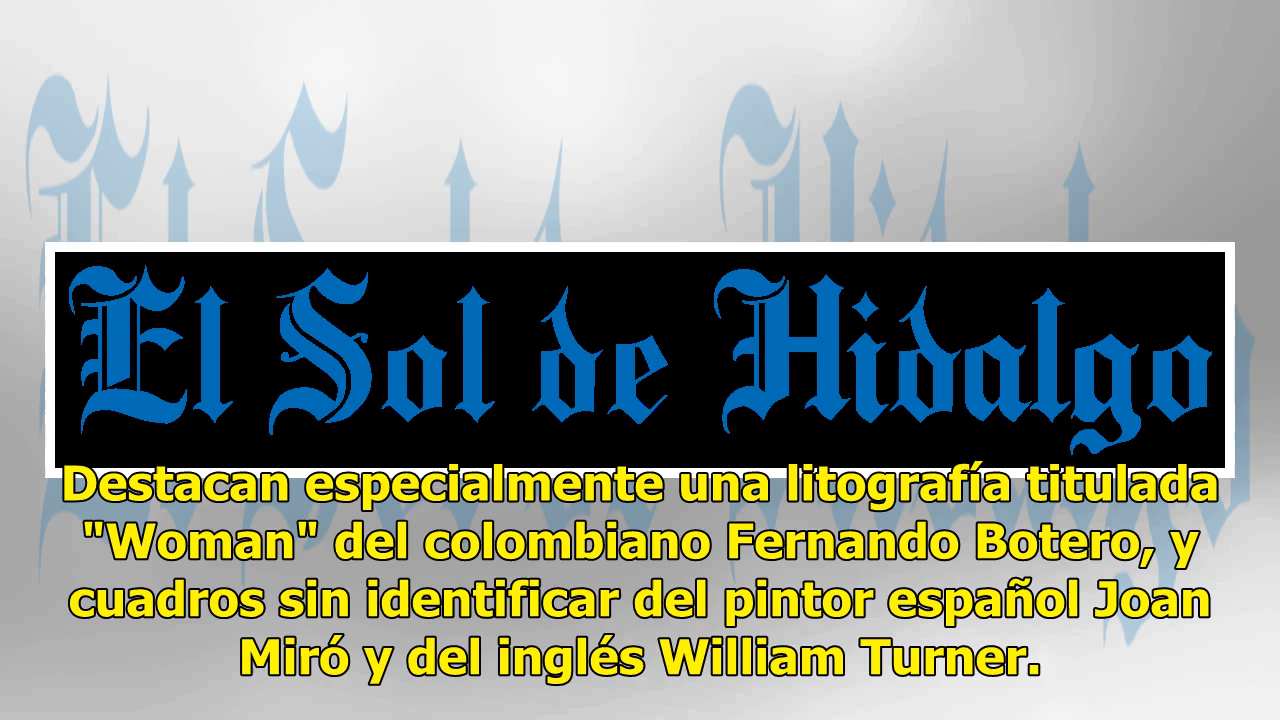 El Sol de Hidalgo
Destacan especialmente una litografía titulada
"Woman" del colombiano Fernando Botero, y
cuadros sin identificar del pintor español Joan
Miró y del inglés William Turner.